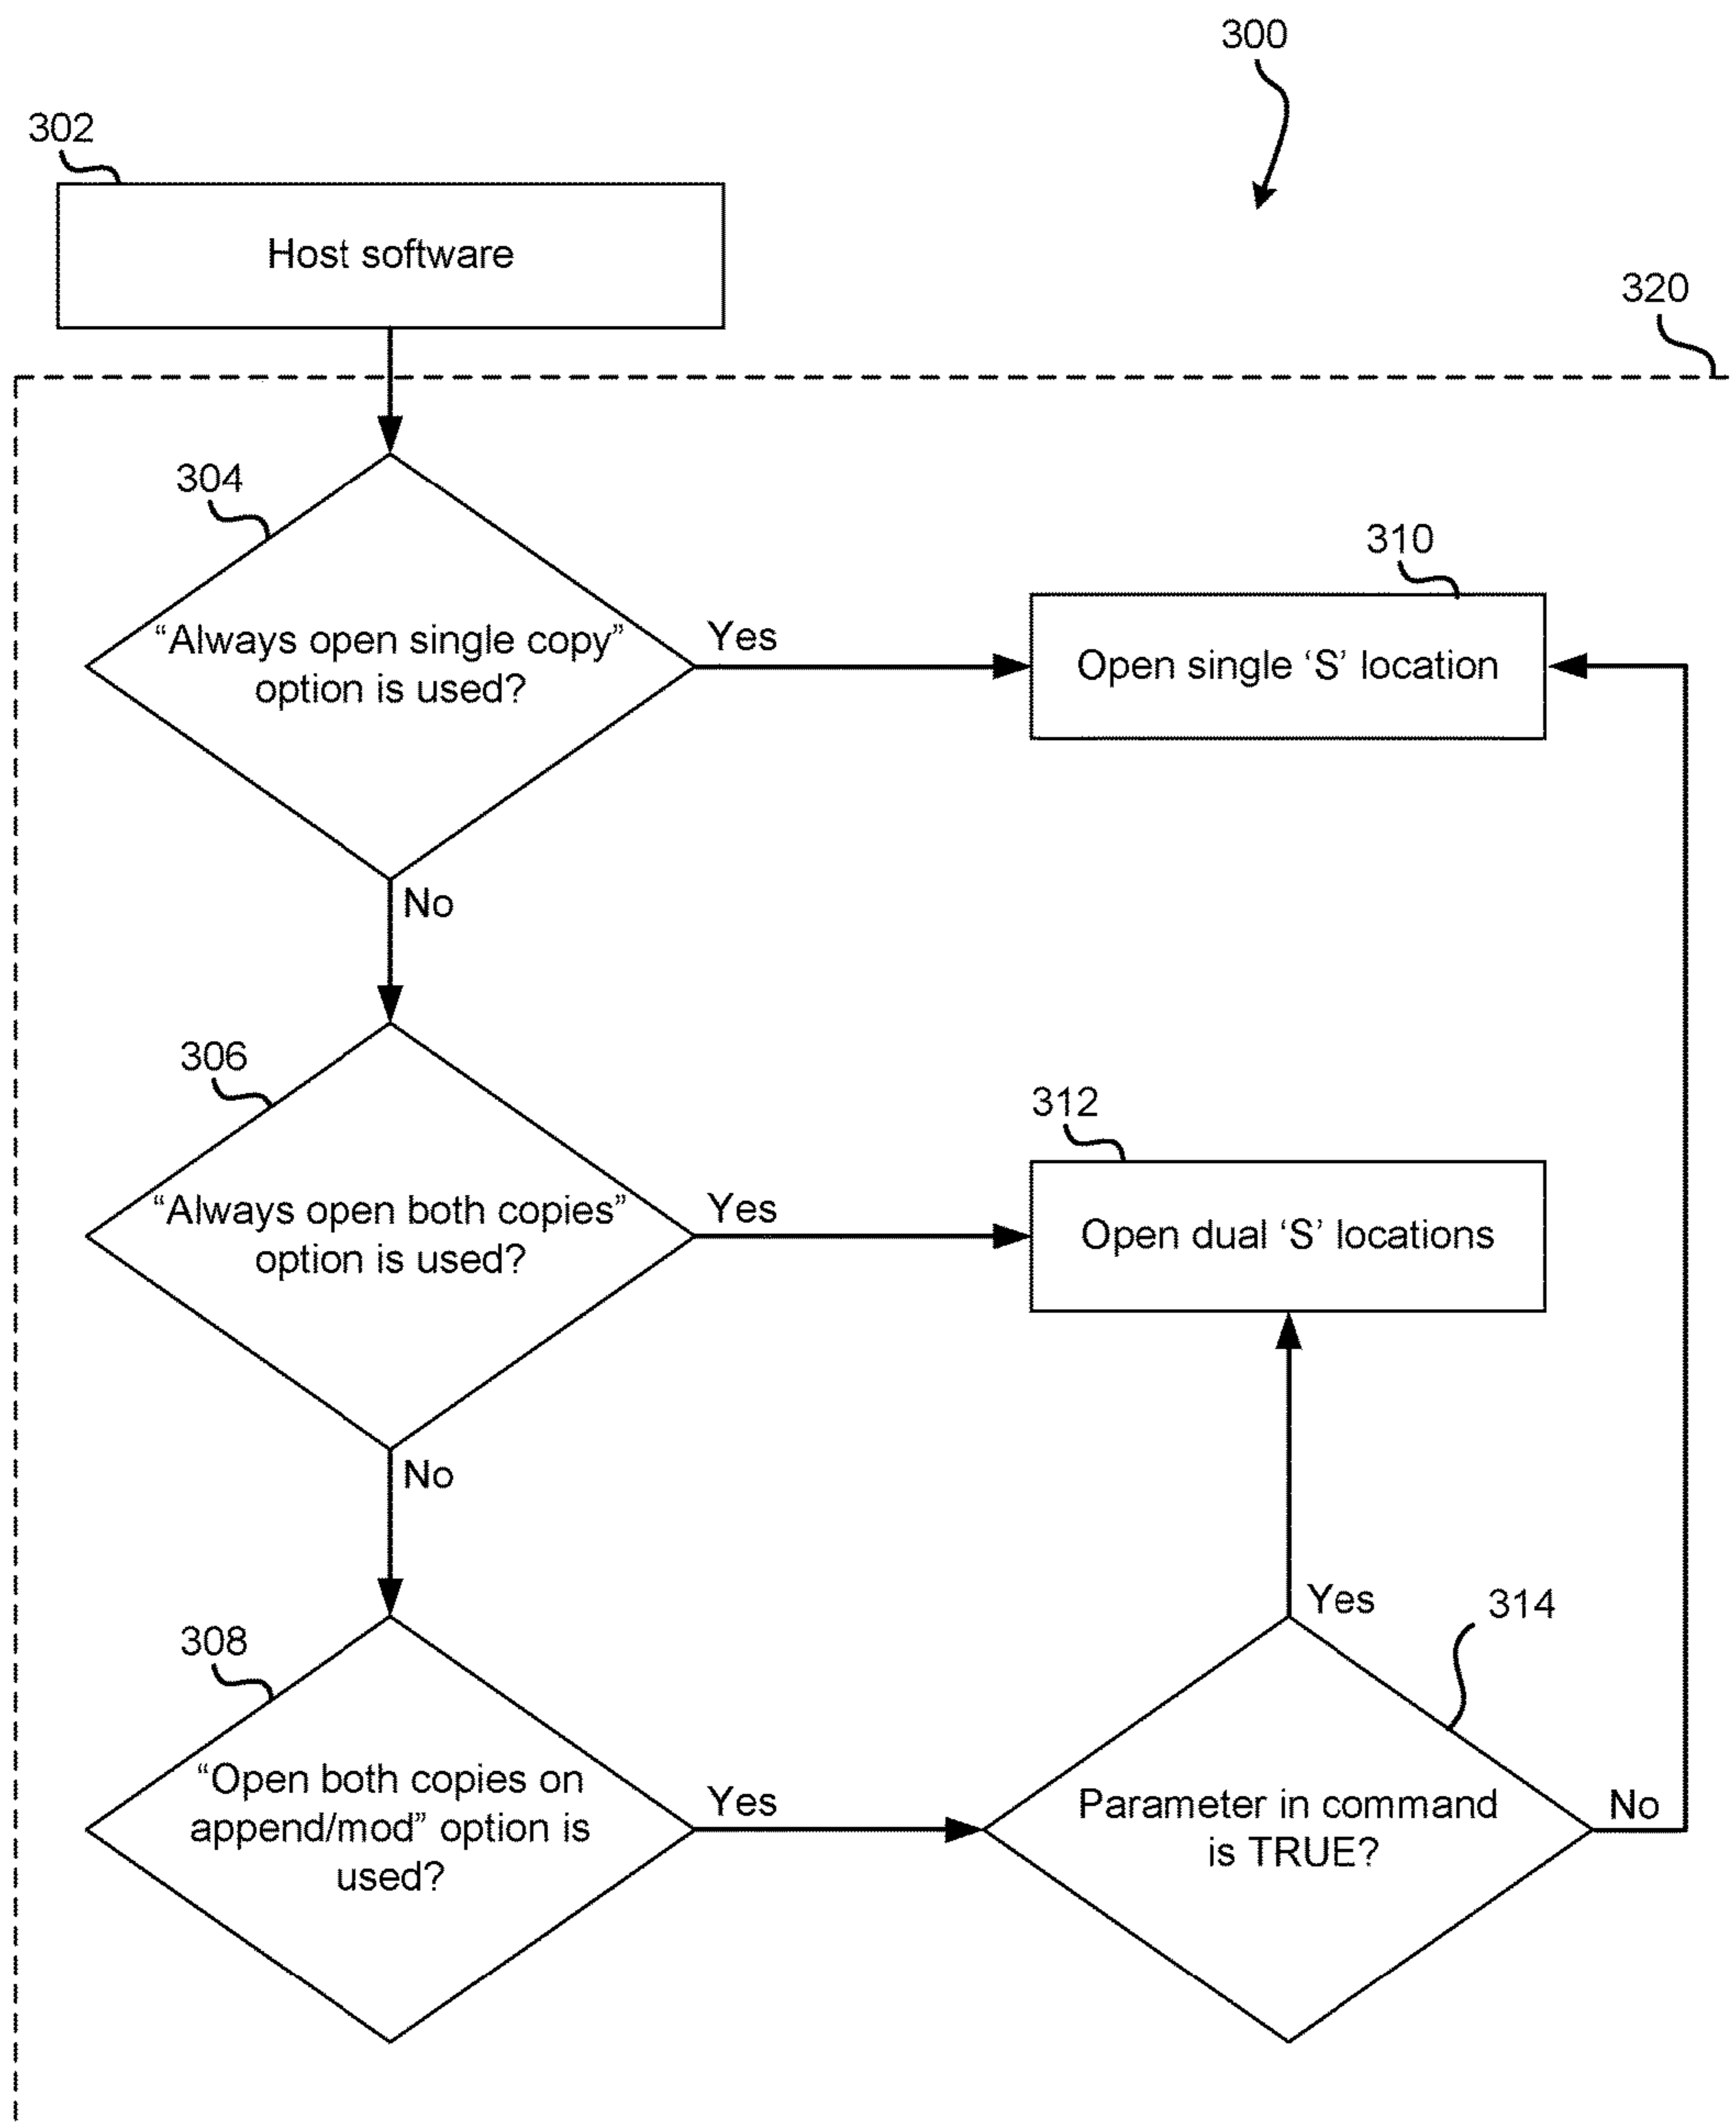 300
302
Host software
320
304
310
“Always open single copy”
option is used?
Yes
Open single ‘S’ location
No
306
312
“Always open both copies”
option is used?
Yes
Open dual ‘S’ locations
No
308
Yes
314
“Open both copies on
append/mod” option is
used?
Yes
Parameter in command
is TRUE?
No